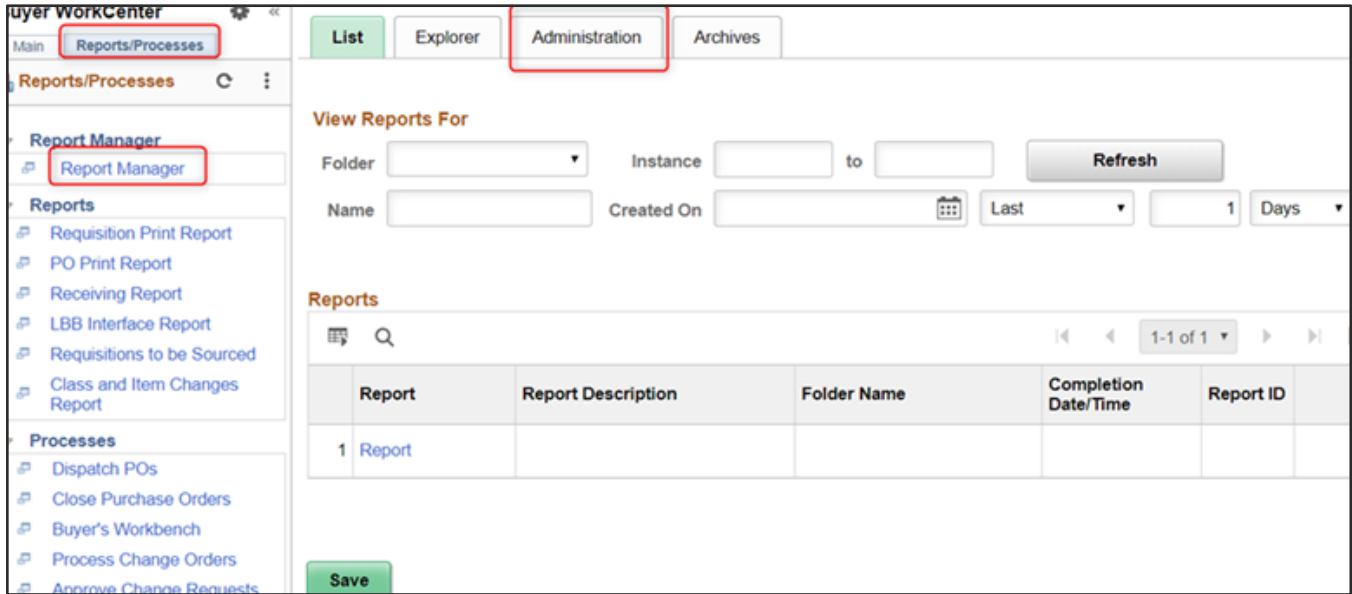 Buyer WorkCenter
Main Reports/Processes
Reports/Processes
Report Manager
Report Manager
Reports
Requisition Print Report
PO Print Report
Receiving Report
LBB Interface Report
Requisitions to be Sourced
Class and Item Changes
Report
Processes
Dispatch POs
Close Purchase Orders
Buyer's Workbench
Process Change Orders
Approve Change Requests
List Explorer Administration Archives
View Reports For
Folder Instance to Refresh
Name Created On Last 1 Days
Reports
1-1 of 1
Report Report Description Folder Name Completion Date/Time Report ID
1 Report
Save